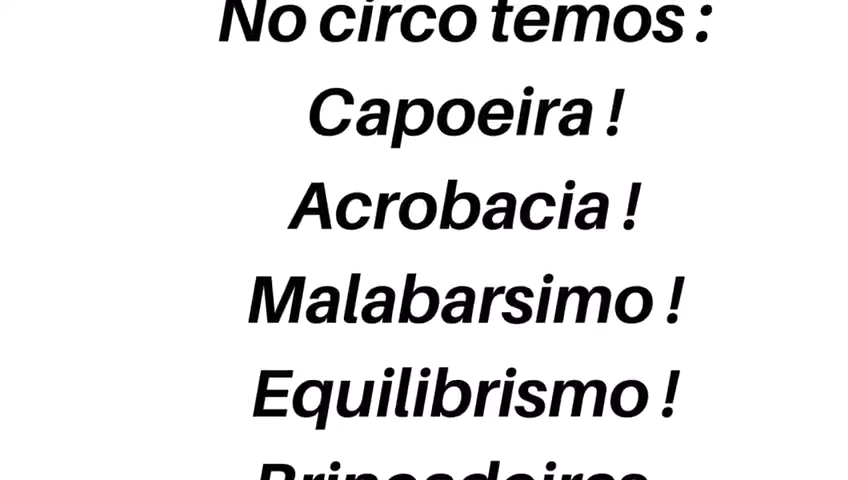 No circo temos :
Capoeira !
Acrobacia !
Malabarsimo !
Equilibrismo !